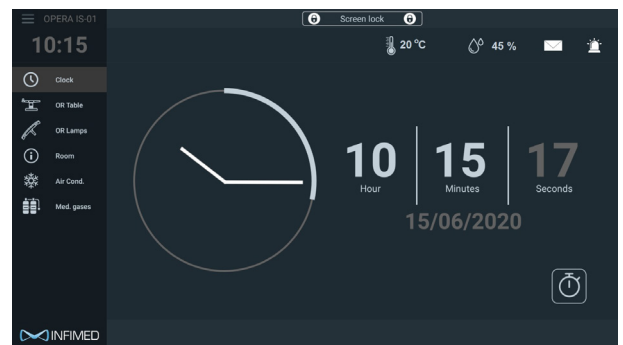 OPERA IS-01
Screen lock
10:15
20 °C
45 %
Clock
OR Table
OR Lamps
Room
Air Cond.
Med. gases
10 15 17
Hour Minutes Seconds
15/06/2020
INFIMED